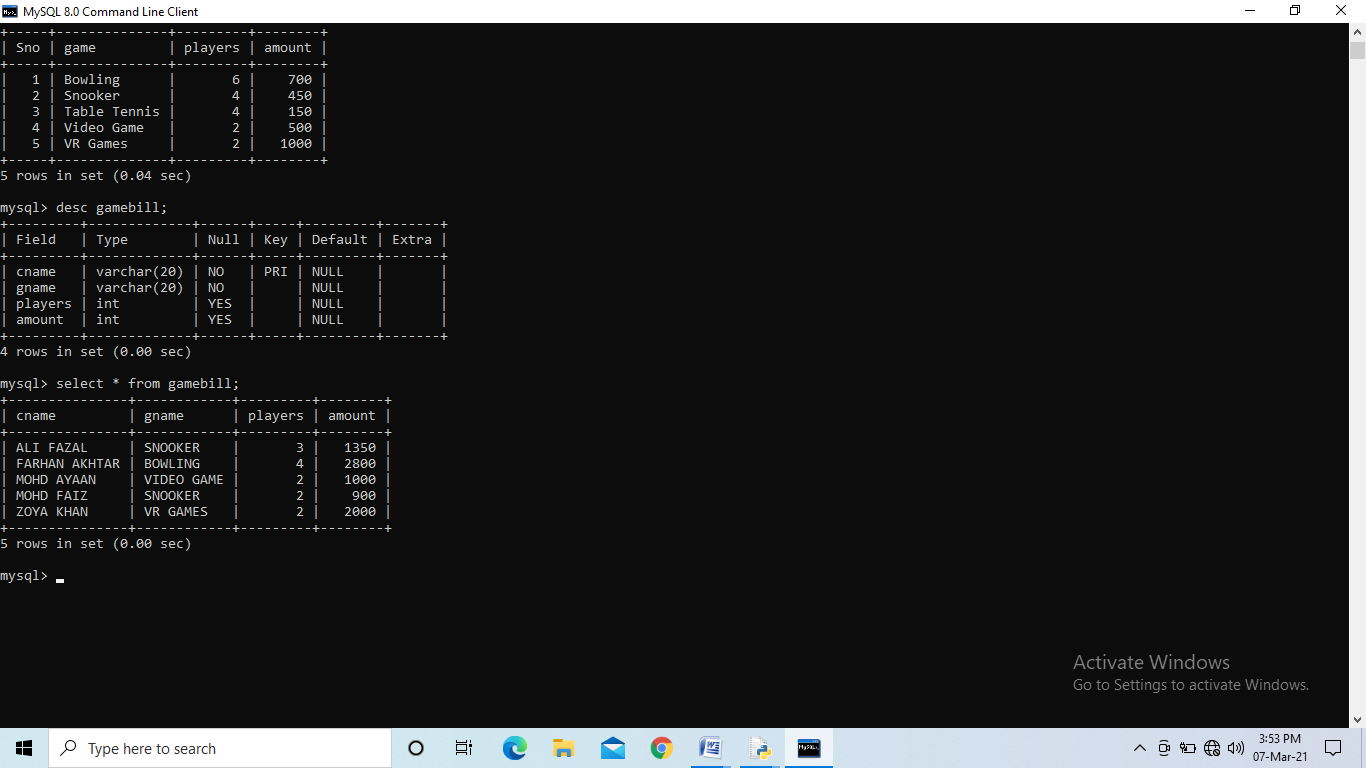 MySQL 8.0 Command Line Client
+-----+--------------+---------+--------+
| Sno | game         | players | amount |
+-----+--------------+---------+--------+
|   1 | Bowling      |       6 |    700 |
|   2 | Snooker      |       4 |    450 |
|   3 | Table Tennis |       4 |    150 |
|   4 | Video Game   |       2 |    500 |
|   5 | VR Games     |       2 |   1000 |
+-----+--------------+---------+--------+
5 rows in set (0.04 sec)
mysql> desc gamebill;
+---------+-------------+------+-----+---------+-------+
| Field   | Type        | Null | Key | Default | Extra |
+---------+-------------+------+-----+---------+-------+
| cname   | varchar(20) | NO   | PRI | NULL    |       |
| gname   | varchar(20) | NO   |     | NULL    |       |
| players | int         | YES  |     | NULL    |       |
| amount  | int         | YES  |     | NULL    |       |
+---------+-------------+------+-----+---------+-------+
4 rows in set (0.00 sec)
mysql> select * from gamebill;
+---------------+------------+---------+--------+
| cname         | gname      | players | amount |
+---------------+------------+---------+--------+
| ALI FAZAL     | SNOOKER    |       3 |   1350 |
| FARHAN AKHTAR | BOWLING    |       4 |   2800 |
| MOHD AYAAN    | VIDEO GAME |       2 |   1000 |
| MOHD FAIZ     | SNOOKER    |       2 |    900 |
| ZOYA KHAN     | VR GAMES   |       2 |   2000 |
+---------------+------------+---------+--------+
5 rows in set (0.00 sec)
mysql> _
Activate Windows
Go to Settings to activate Windows.
Type here to search
3:53 PM
07-Mar-21